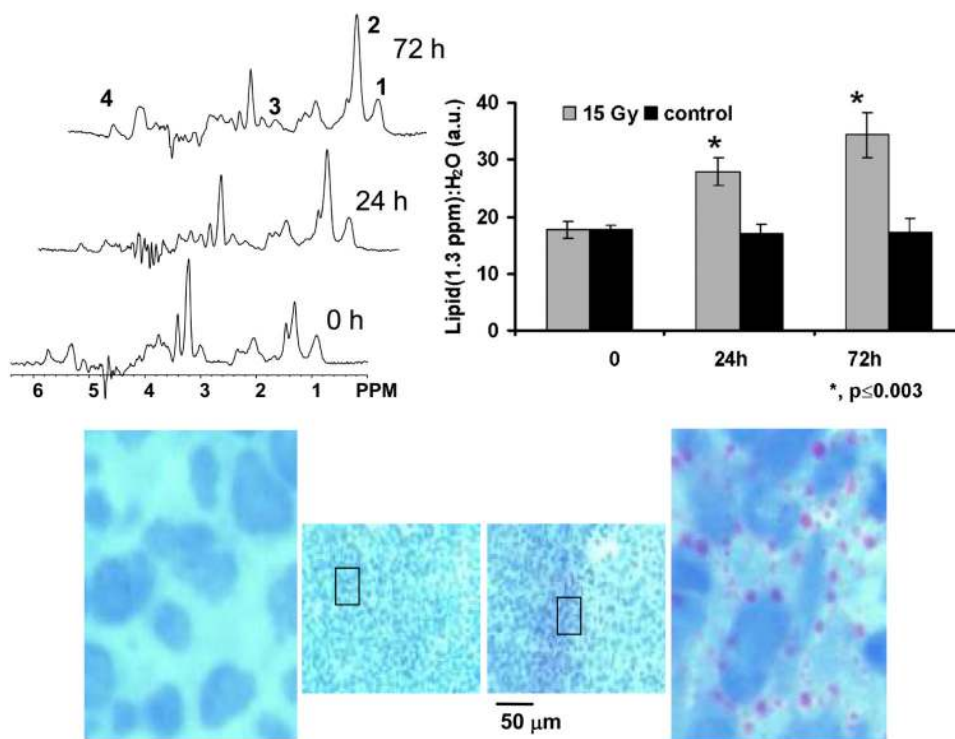 2
72 h
1
4
3
24 h
0 h
6 5 4 3 2 1 PPM
Lipid(1.3 ppm):H₂O (a.u.)
40
30
20
10
0
15 Gy control
*
*
0 24h 72h
*, p≤0.003
50 μm